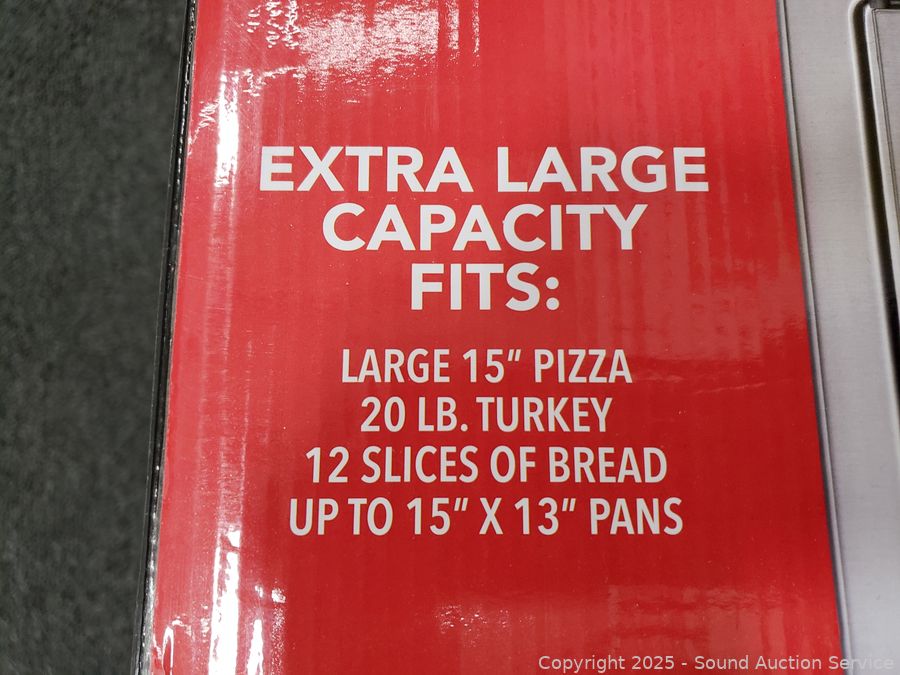 EXTRA LARGE
CAPACITY
FITS:
LARGE 15" PIZZA
20 LB. TURKEY
12 SLICES OF BREAD
UP TO 15" X 13" PANS
Copyright 2025 - Sound Auction Service